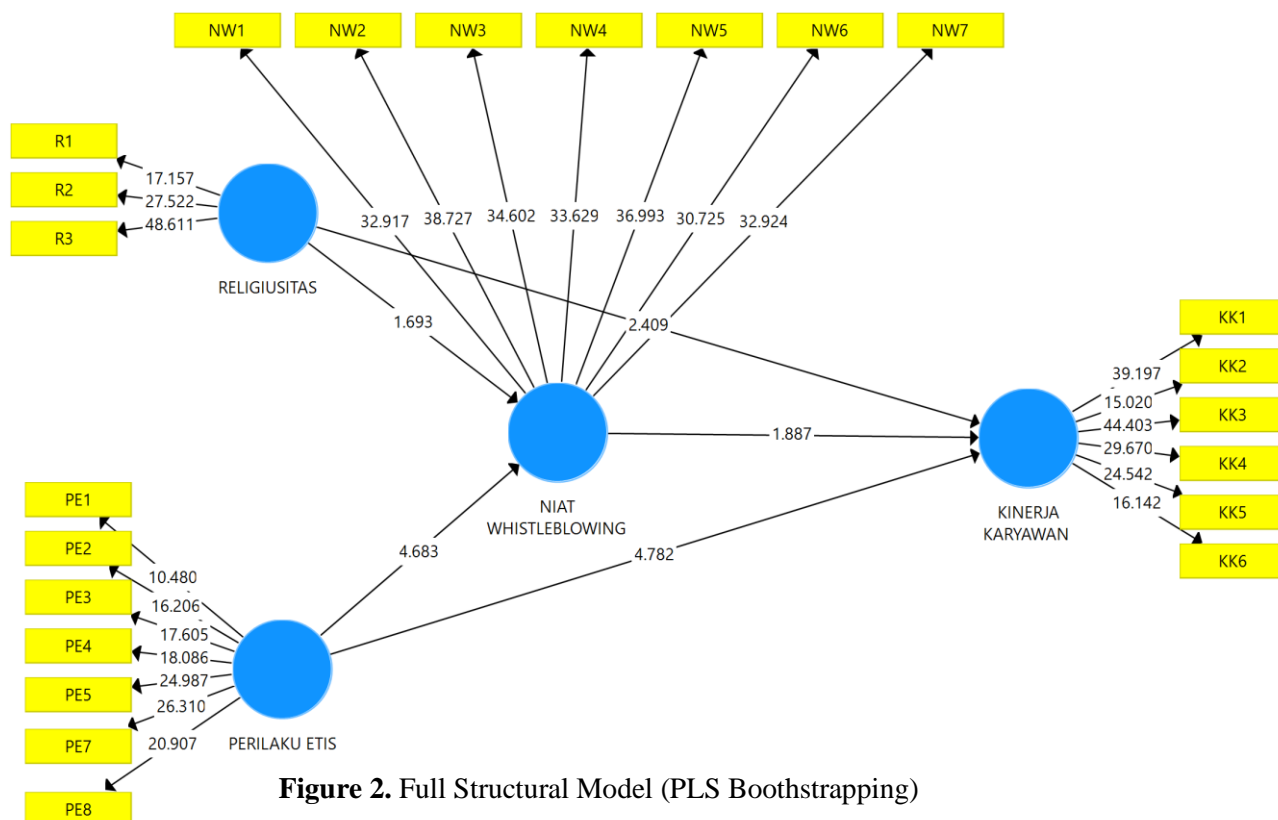 NW1 NW2 NW3 NW4 NW5 NW6 NW7
R1
R2
R3
17.157
27.522
48.611
RELIGIUSITAS
32.917 38.727 34.602 33.629 36.993 30.725 32.924
1.693
2.409
NIAT
WHISTLEBLOWING
1.887
4.683
4.782
KINERJA
KARYAWAN
39.197
15.020
44.403
29.670
24.542
16.142
KK1
KK2
KK3
KK4
KK5
KK6
PE1
PE2
PE3
PE4
PE5
PE7
PE8
10.480
16.206
17.605
18.086
24.987
26.310
20.907
PERILAKU ETIS
Figure 2. Full Structural Model (PLS Boothstrapping)